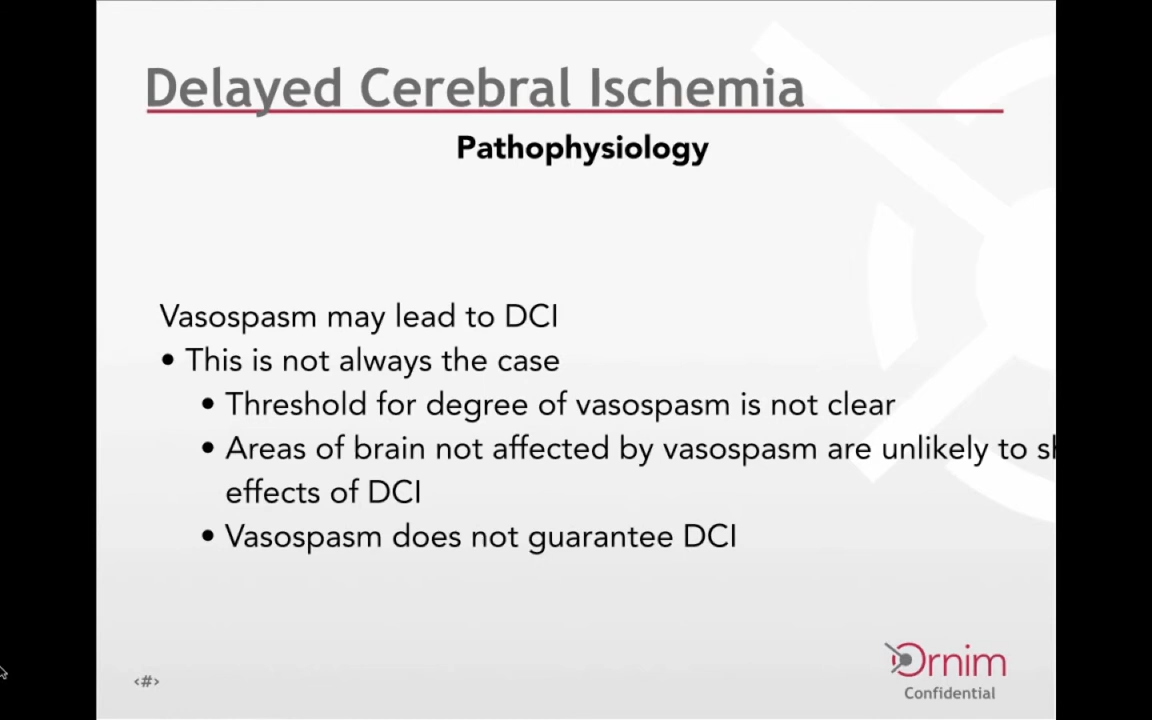 Delayed Cerebral Ischemia
Pathophysiology
Vasospasm may lead to DCI
• This is not always the case
• Threshold for degree of vasospasm is not clear
• Areas of brain not affected by vasospasm are unlikely to
effects of DCI
• Vasospasm does not guarantee DCI
‹#›
Ornim
Confidential